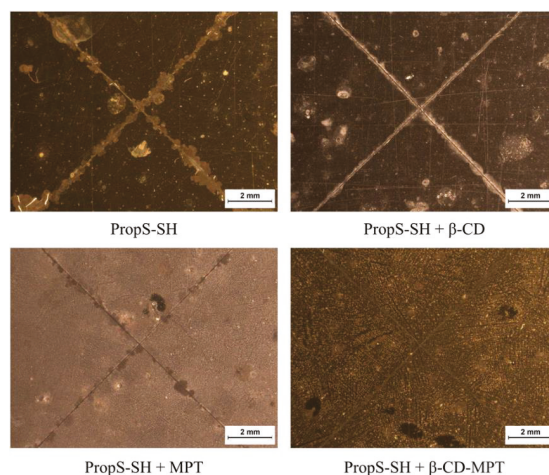 2 mm
2 mm
PropS-SH
PropS-SH + β-CD
2 mm
2 mm
PropS-SH + MPT
PropS-SH + β-CD-MPT